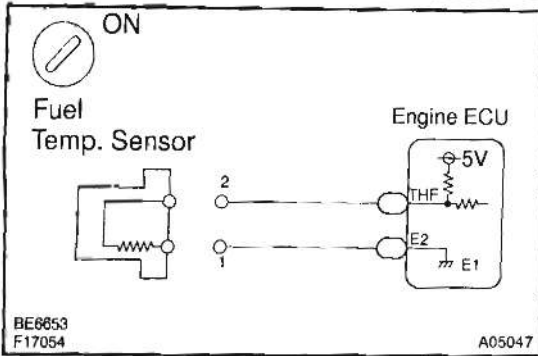 ON
Fuel
Temp. Sensor
Engine ECU
5V
2
THF
E2
1
E1
BE6653
F17054
A05047